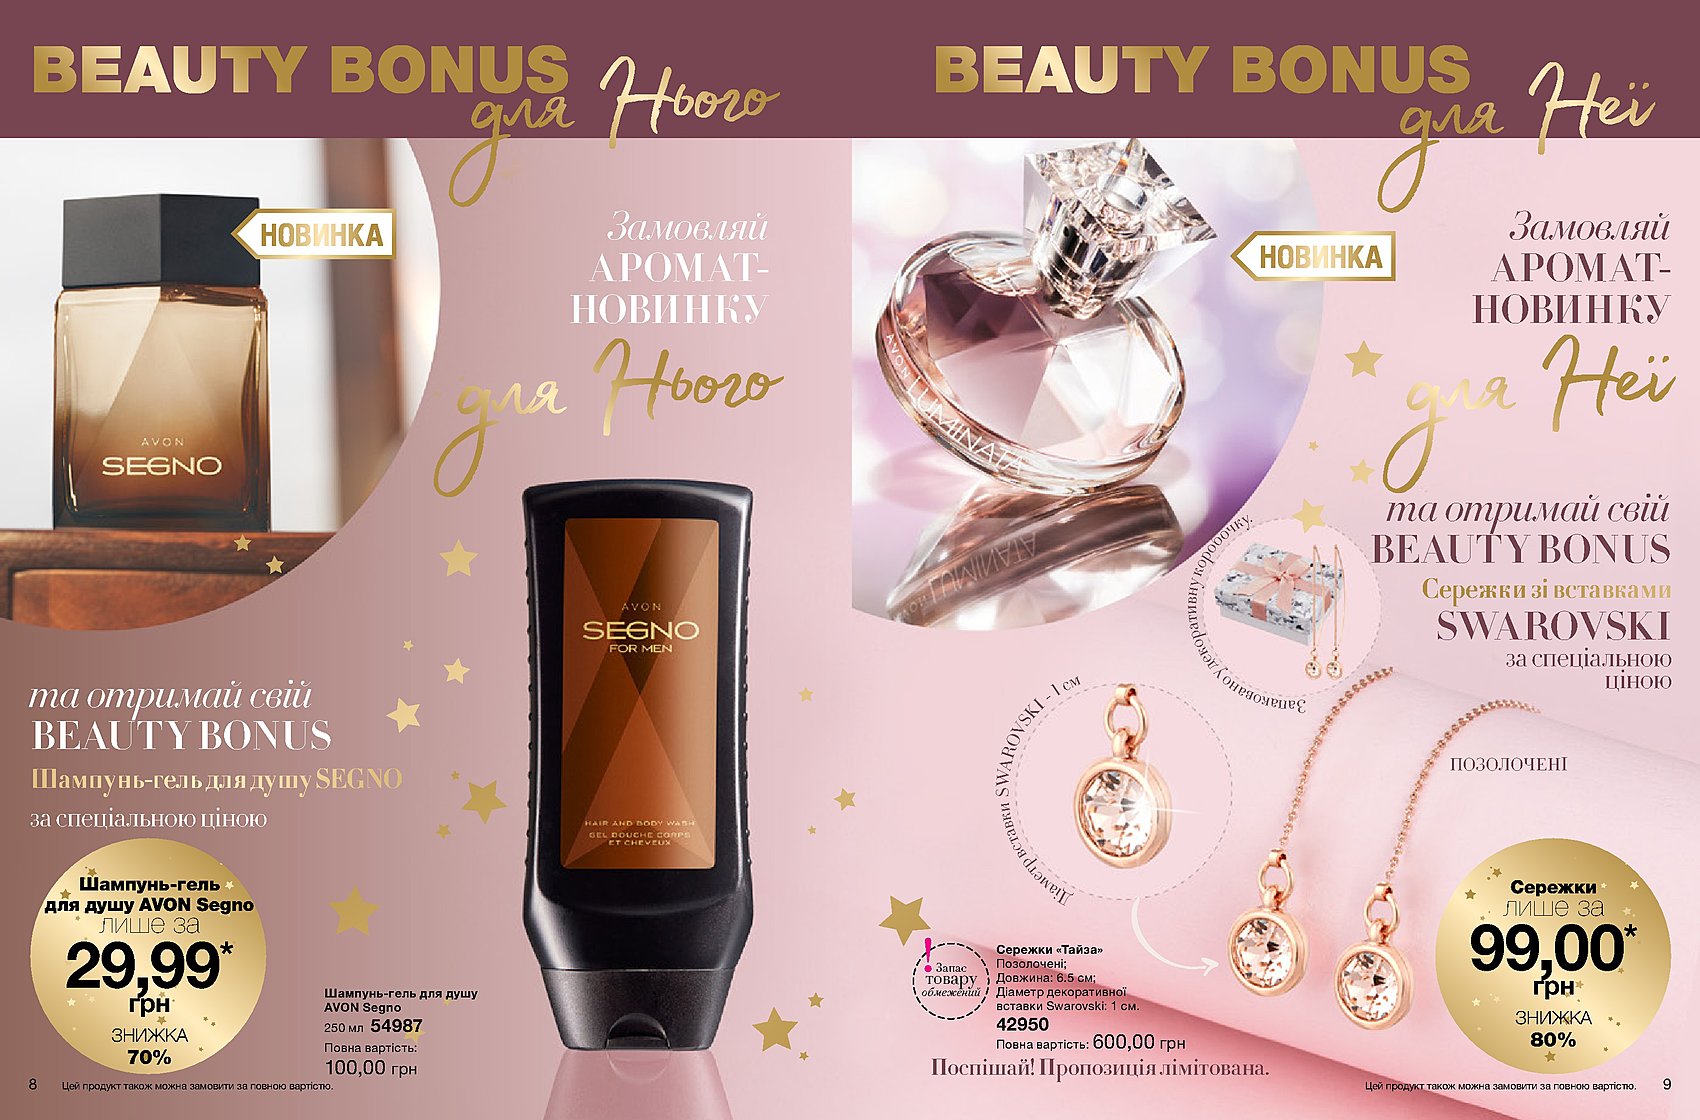 BEAUTY BONUS
для Нього
НОВИНКА
Замовляй
АРОМАТ-
НОВИНКУ
для Нього
AVON
SEGNO
та отримай свій
BEAUTY BONUS
Шампунь-гель для душу SEGNO
за спеціальною ціною
AVON
SEGNO
FOR MEN
HAIR AND BODY WASH
GEL DOUCHE CORPS
ET CHEVEUX
Шампунь-гель
для душу AVON Segno
лише за
29,99*
грн
ЗНИЖКА
70%
Шампунь-гель для душу
AVON Segno
250 мл 54987
Повна вартість:
100,00 грн
8
Цей продукт також можна замовити за повною вартістю.
BEAUTY BONUS
для Неї
НОВИНКА
Замовляй
АРОМАТ-
НОВИНКУ
для Неї
AVON LUMINATA
та отримай свій
BEAUTY BONUS
Сережки зі вставками
SWAROVSKI
за спеціальною
ціною
Запаковано у декоративну коробочку.
Діаметр вставки SWAROVSKI - 1 см
ПОЗОЛОЧЕНІ
Сережки
лише за
99,00*
грн
ЗНИЖКА
80%
!
Запас
товару
обмежений
Сережки «Тайза»
Позолочені;
Довжина: 6.5 см;
Діаметр декоративної
вставки Swarovski: 1 см.
42950
Повна вартість: 600,00 грн
Поспішай! Пропозиція лімітована.
Цей продукт також можна замовити за повною вартістю.
9